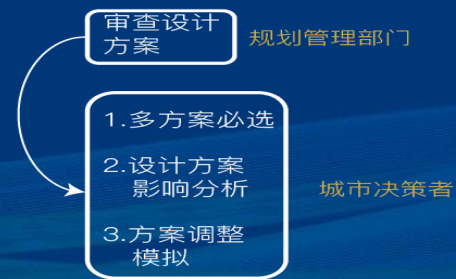 审查设计
方案
规划管理部门
1.多方案必选
2.设计方案
影响分析
城市决策者
3.方案调整
模拟